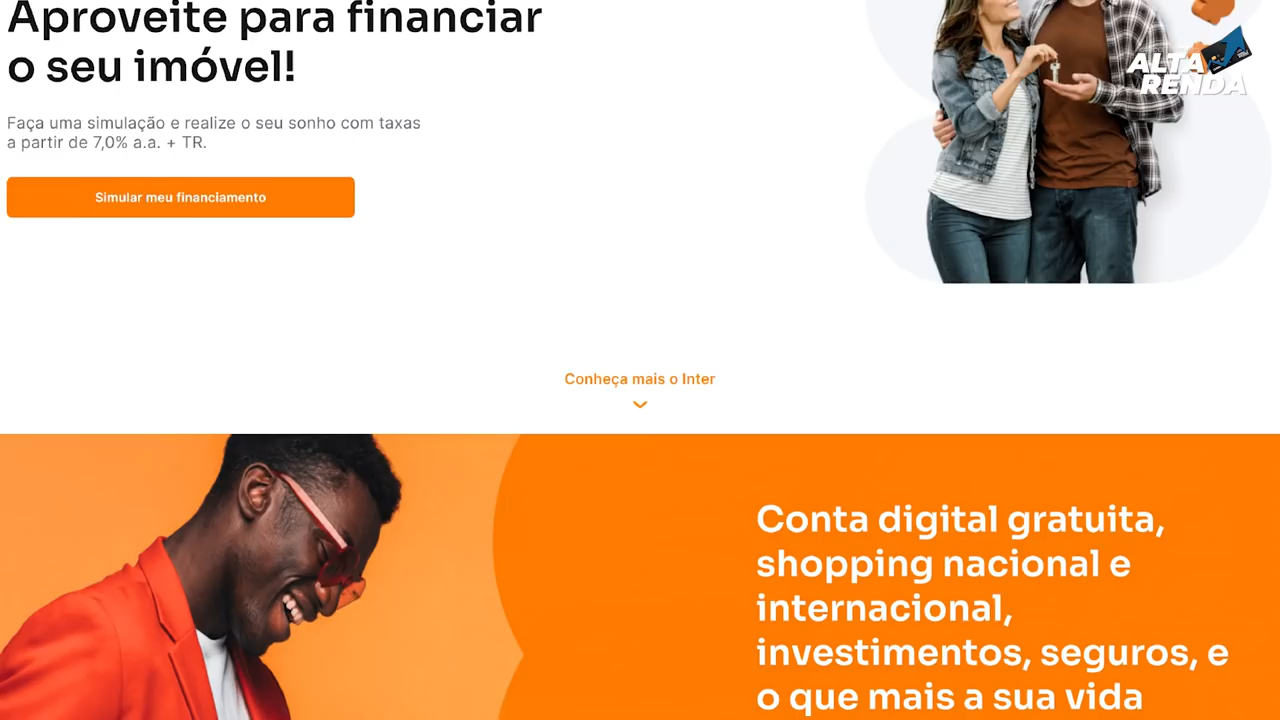 Aproveite para financiar
o seu imóvel!
Faça uma simulação e realize o seu sonho com taxas
a partir de 7,0% a.a. + TR.
Simular meu financiamento
ALTA
RENDA
Conheça mais o Inter
Conta digital gratuita,
shopping nacional e
internacional,
investimentos, seguros, e
o que mais a sua vida